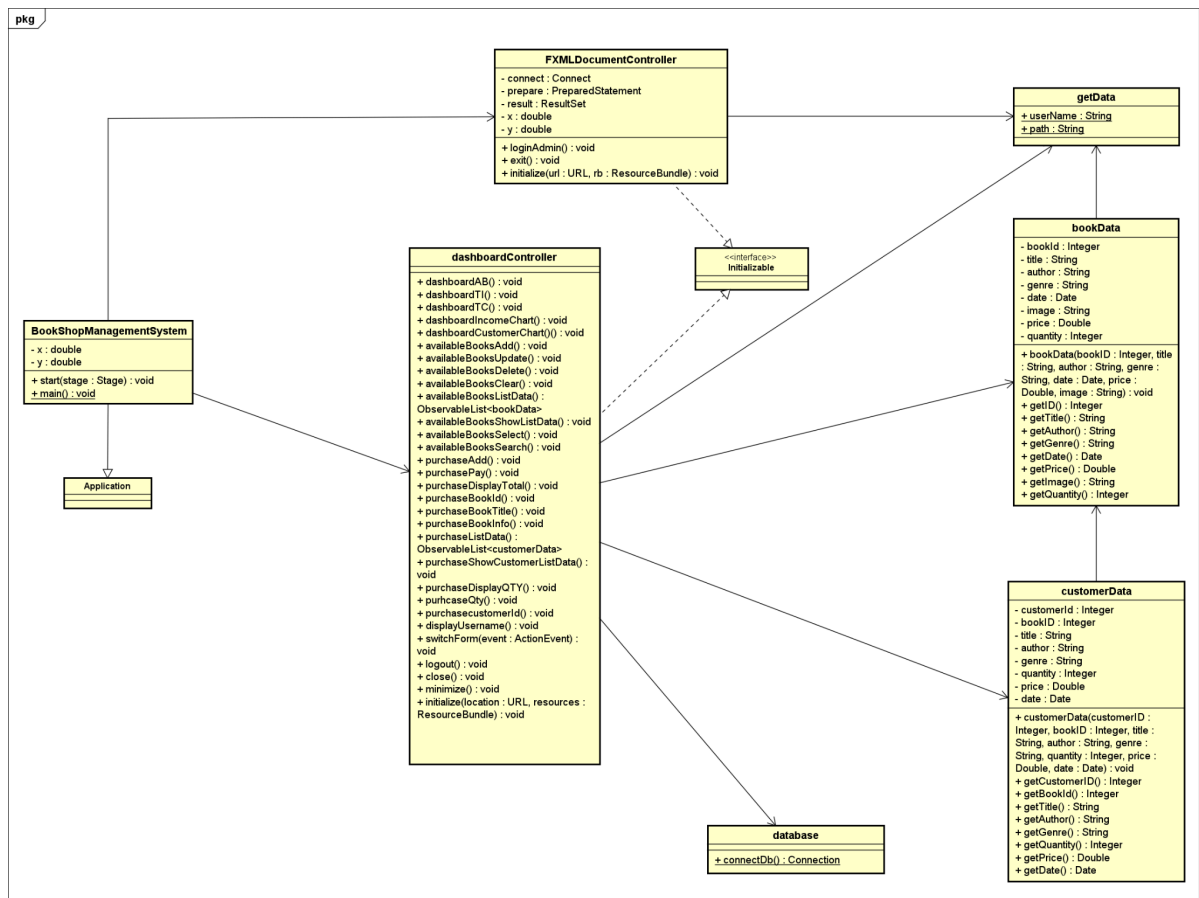 pkg
FXMLDocumentController
- connect : Connect
- prepare : PreparedStatement
- result : ResultSet
- x : double
- y : double
+ loginAdmin() : void
+ exit() : void
+ initialize(url : URL, rb : ResourceBundle) : void
getData
+ userName : String
+ path : String
<<interface>>
Initializable
BookShopManagementSystem
- x : double
- y : double
+ start(stage : Stage) : void
+ main() : void
Application
dashboardController
+ dashboardAB() : void
+ dashboardTI() : void
+ dashboardTC() : void
+ dashboardIncomeChart() : void
+ dashboardCustomerChart()() : void
+ availableBooksAdd() : void
+ availableBooksUpdate() : void
+ availableBooksDelete() : void
+ availableBooksClear() : void
+ availableBooksListData() :
ObservableList<bookData>
+ availableBooksShowListData() : void
+ availableBooksSelect() : void
+ availableBooksSearch() : void
+ purchaseAdd() : void
+ purchasePay() : void
+ purchaseDisplayTotal() : void
+ purchaseBookId() : void
+ purchaseBookTitle() : void
+ purchaseBookInfo() : void
+ purchaseListData() :
ObservableList<customerData>
+ purchaseShowCustomerListData() :
void
+ purchaseDisplayQTY() : void
+ purhcaseQty() : void
+ purchasecustomerId() : void
+ displayUsername() : void
+ switchForm(event : ActionEvent) :
void
+ logout() : void
+ close() : void
+ minimize() : void
+ initialize(location : URL, resources :
ResourceBundle) : void
bookData
- bookId : Integer
- title : String
- author : String
- genre : String
- date : Date
- image : String
- price : Double
- quantity : Integer
+ bookData(bookID : Integer, title
: String, author : String, genre :
String, date : Date, price :
Double, image : String) : void
+ getID() : Integer
+ getTitle() : String
+ getAuthor() : String
+ getGenre() : String
+ getDate() : Date
+ getPrice() : Double
+ getImage() : String
+ getQuantity() : Integer
customerData
- customerId : Integer
- bookID : Integer
- title : String
- author : String
- genre : String
- quantity : Integer
- price : Double
- date : Date
+ customerData(customerID :
Integer, bookID : Integer, title :
String, author : String, genre :
String, quantity : Integer, price :
Double, date : Date) : void
+ getCustomerID() : Integer
+ getBookId() : Integer
+ getTitle() : String
+ getAuthor() : String
+ getGenre() : String
+ getQuantity() : Integer
+ getPrice() : Double
+ getDate() : Date
database
+ connectDb() : Connection